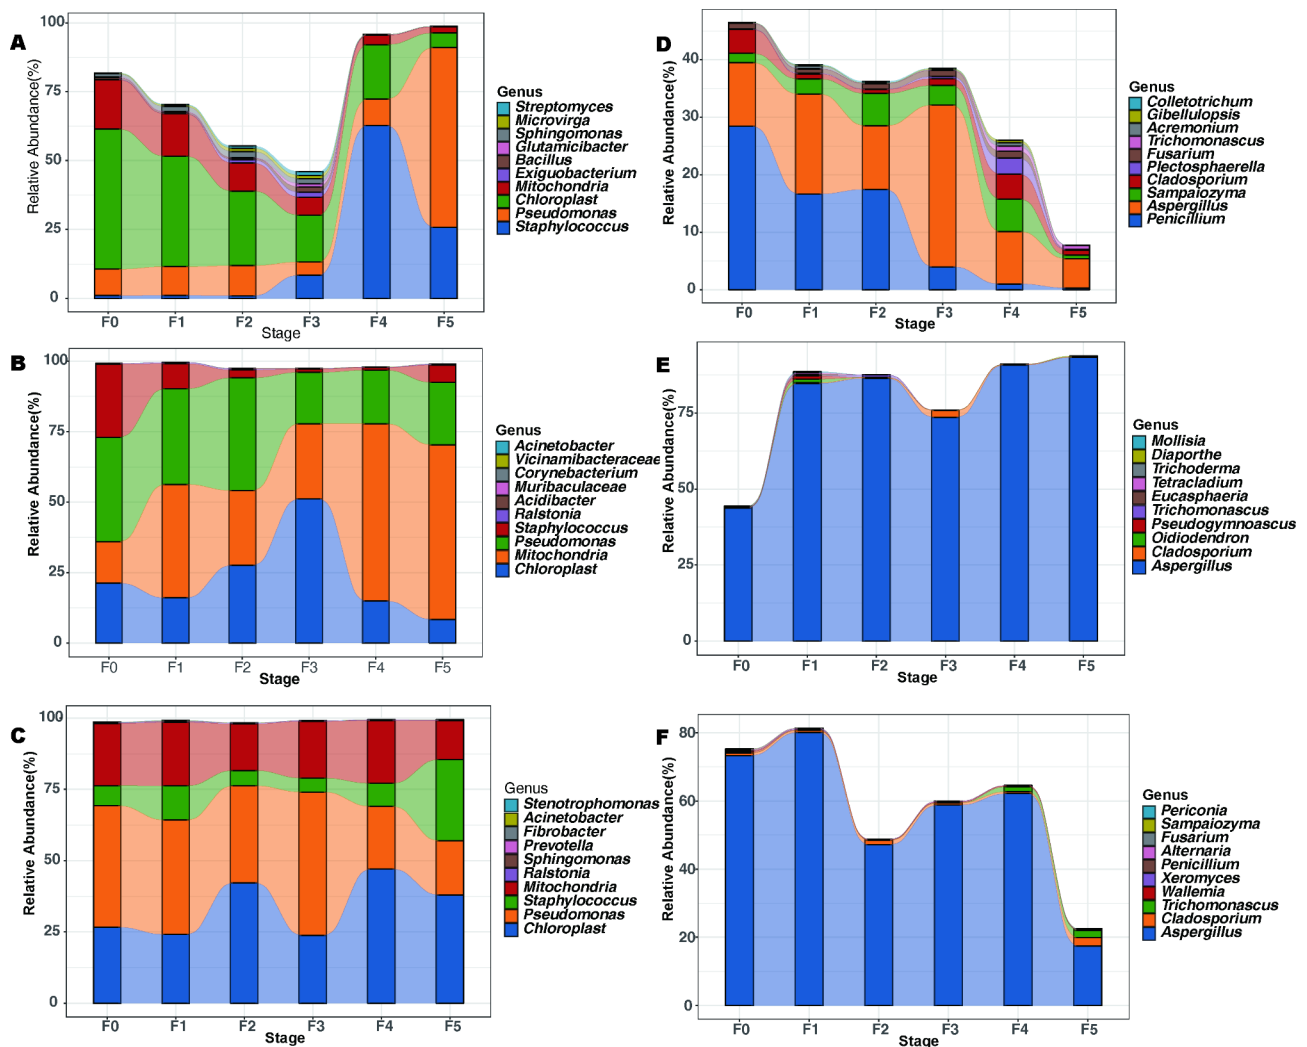 A
Relative Abundance(%)
100
75
50
25
0
F0 F1 F2 F3 F4 F5
Stage
Genus
Streptomyces
Microvirga
Sphingomonas
Glutamicibacter
Bacillus
Exiguobacterium
Mitochondria
Chloroplast
Pseudomonas
Staphylococcus
D
Relative Abundance(%)
40
30
20
10
0
F0 F1 F2 F3 F4 F5
Stage
Genus
Colletotrichum
Gibellulopsis
Acremonium
Trichomonascus
Fusarium
Plectosphaerella
Cladosporium
Sampaiozyma
Aspergillus
Penicillium
B
Relative Abundance(%)
100
75
50
25
0
F0 F1 F2 F3 F4 F5
Stage
Genus
Acinetobacter
Vicinamibacteraceae
Corynebacterium
Muribaculaceae
Acidibacter
Ralstonia
Staphylococcus
Pseudomonas
Mitochondria
Chloroplast
E
Relative Abundance(%)
75
50
25
0
F0 F1 F2 F3 F4 F5
Stage
Genus
Mollisia
Diaporthe
Trichoderma
Tetracladium
Eucasphaeria
Trichomonascus
Pseudogymnoascus
Oidiodendron
Cladosporium
Aspergillus
C
Relative Abundance(%)
100
75
50
25
0
F0 F1 F2 F3 F4 F5
Stage
Genus
Stenotrophomonas
Acinetobacter
Fibrobacter
Prevotella
Sphingomonas
Ralstonia
Mitochondria
Staphylococcus
Pseudomonas
Chloroplast
F
Relative Abundance(%)
80
60
40
20
0
F0 F1 F2 F3 F4 F5
Stage
Genus
Periconia
Sampaiozyma
Fusarium
Alternaria
Penicillium
Xeromyces
Wallemia
Trichomonascus
Cladosporium
Aspergillus